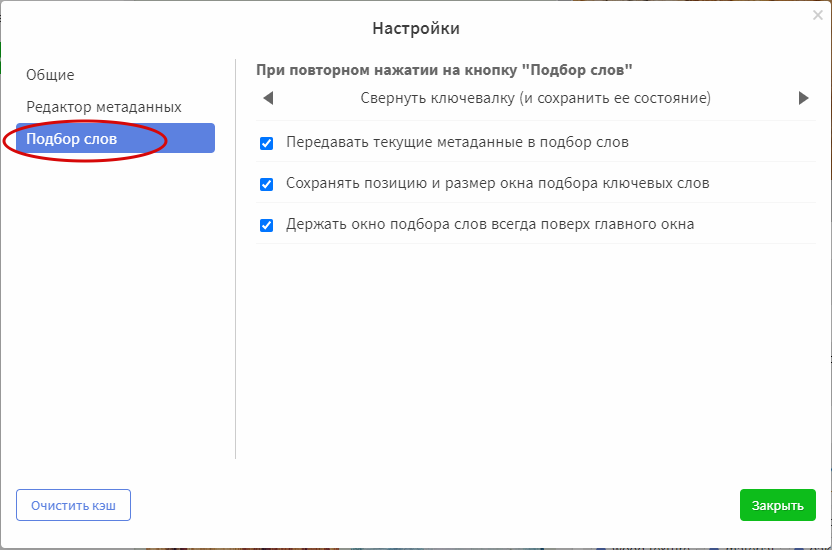 Настройки
Общие
Редактор метаданных
Подбор слов
При повторном нажатии на кнопку "Подбор слов"
Свернуть ключевалку (и сохранить ее состояние)
Передавать текущие метаданные в подбор слов
Сохранять позицию и размер окна подбора ключевых слов
Держать окно подбора слов всегда поверх главного окна
Очистить кэш
Закрыть